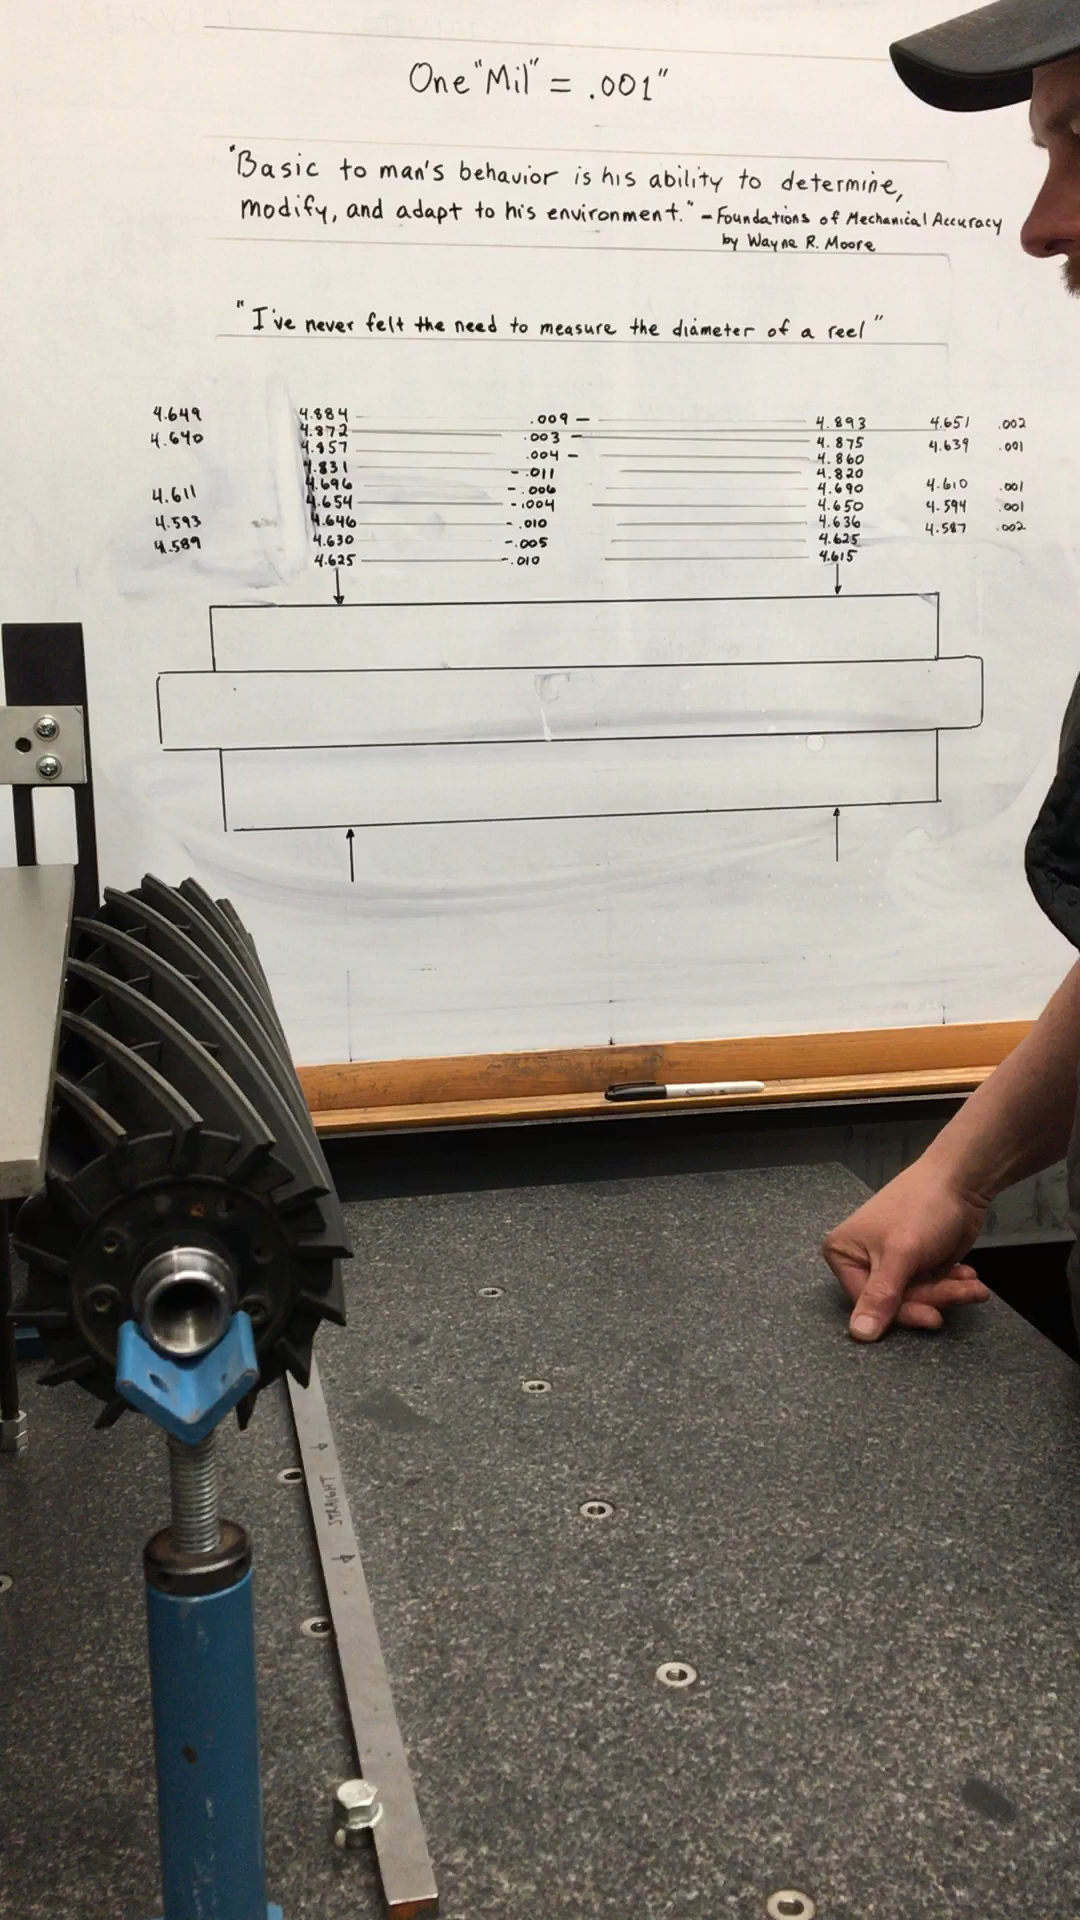 One "Mil" = .001"
"Basic to man's behavior is his ability to determine,
modify, and adapt to his environment." - Foundations of Mechanical Accuracy
by Wayne R. Moore
"I've never felt the need to measure the diameter of a reel"
4.649 4.884 .009 - 4.893 4.651 .002
4.640 4.872 .003 - 4.875 4.639 .001
4.857 .004 - 4.860
4.831 -.011 4.820
4.611 4.696 -.006 4.690 4.610 .001
4.654 -.004 4.650 4.594 .001
4.593 4.646 -.010 4.636 4.587 .002
4.589 4.630 -.005 4.625
4.625 -.010 4.615
STRAIGHT